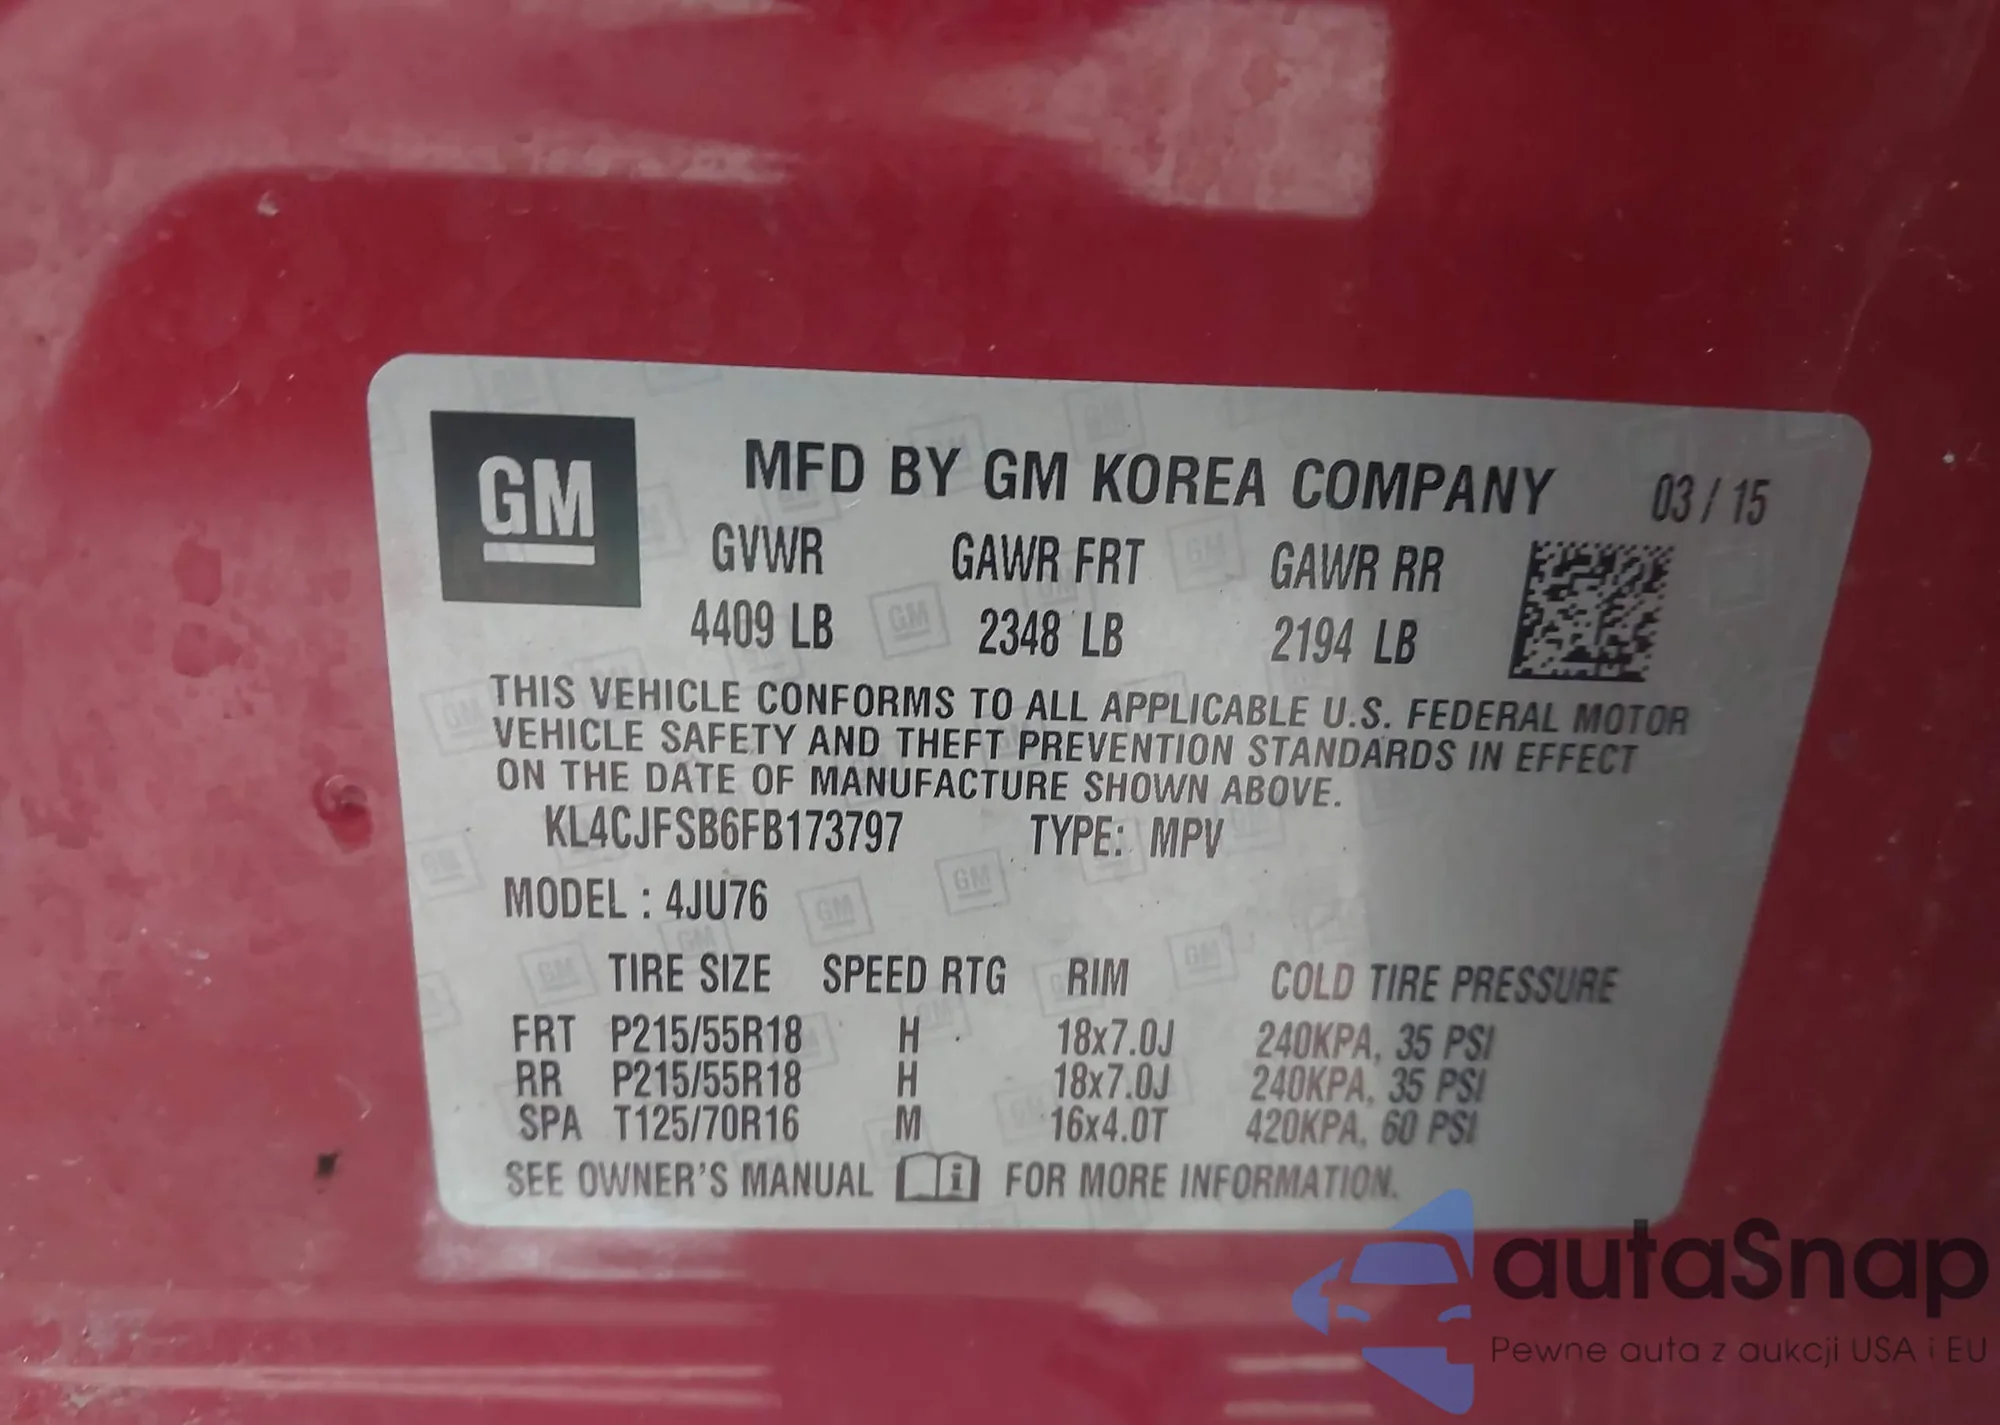 GM
MFD BY GM KOREA COMPANY 03 / 15
GVWR GAWR FRT GAWR RR
4409 LB 2348 LB 2194 LB
THIS VEHICLE CONFORMS TO ALL APPLICABLE U.S. FEDERAL MOTOR
VEHICLE SAFETY AND THEFT PREVENTION STANDARDS IN EFFECT
ON THE DATE OF MANUFACTURE SHOWN ABOVE.
KL4CJFSB6FB173797 TYPE: MPV
MODEL : 4JU76
TIRE SIZE SPEED RTG RIM COLD TIRE PRESSURE
FRT P215/55R18 H 18x7.0J 240KPA, 35 PSI
RR P215/55R18 H 18x7.0J 240KPA, 35 PSI
SPA T125/70R16 M 16x4.0T 420KPA, 60 PSI
SEE OWNER'S MANUAL i FOR MORE INFORMATION.
autaSnap
Pewne auta z aukcji USA i EU